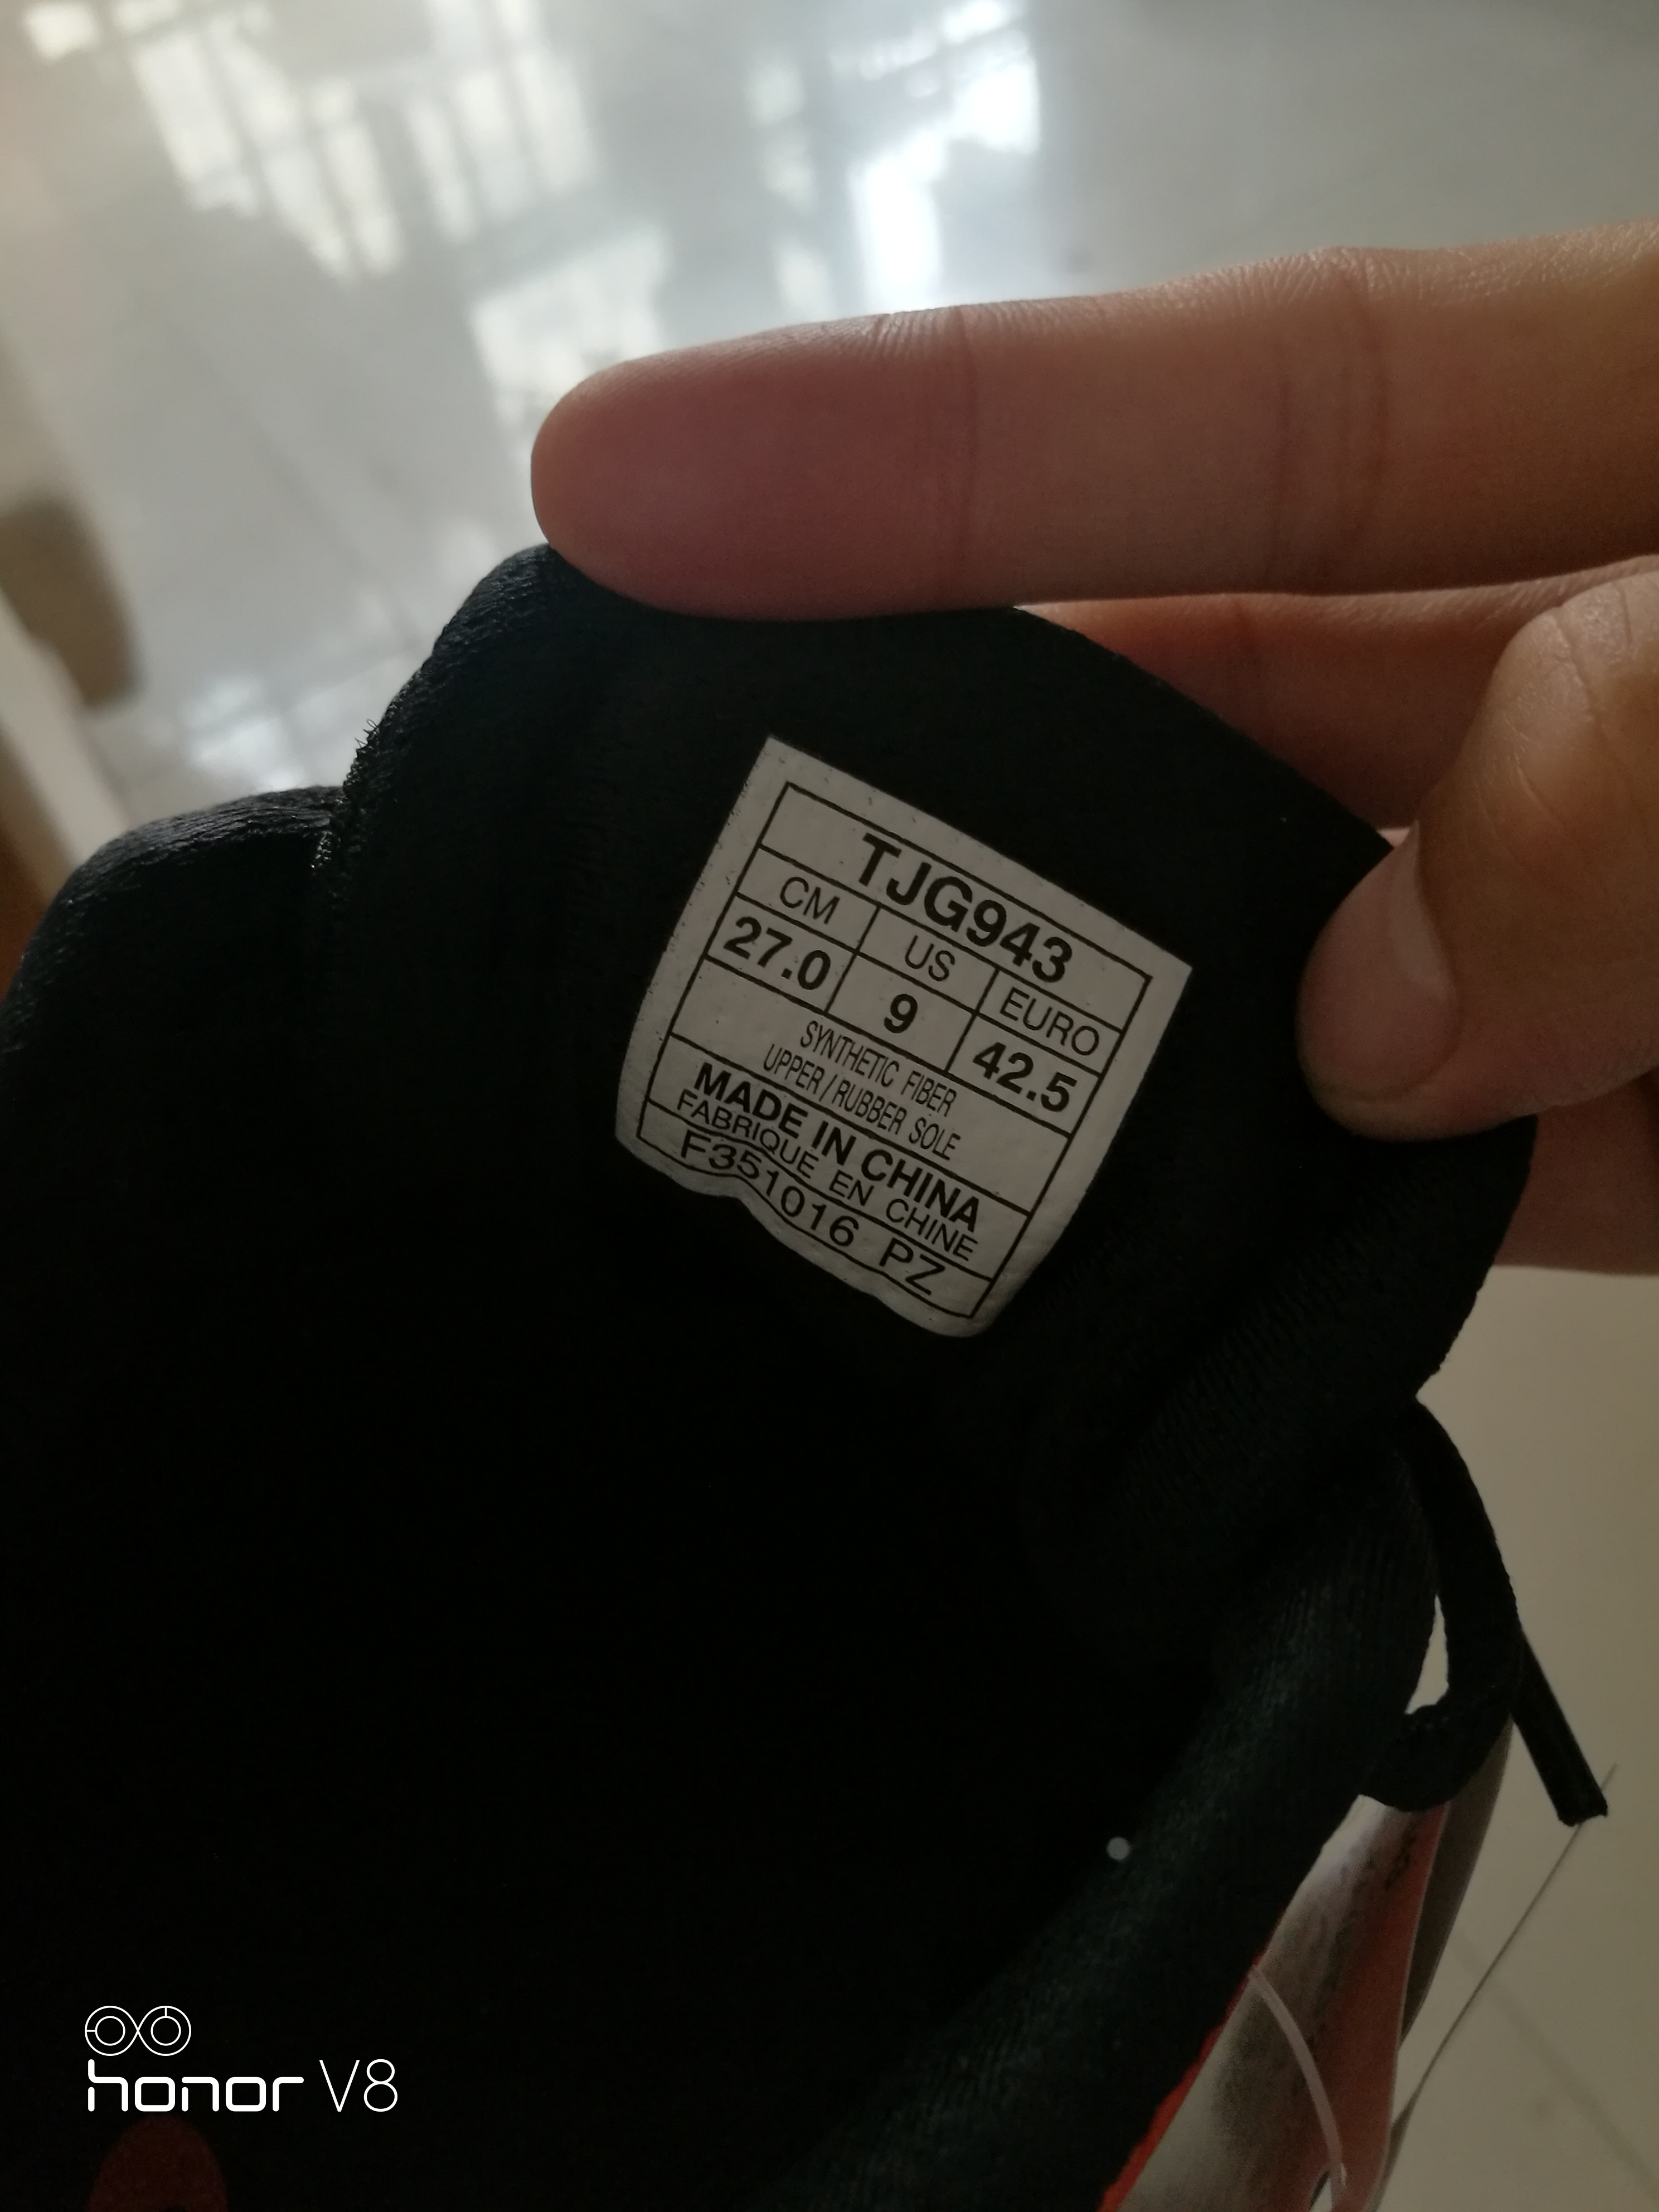 TJG943
CM US EURO
27.0 9 42.5
SYNTHETIC FIBER
UPPER / RUBBER SOLE
MADE IN CHINA
FABRIQUE EN CHINE
F351016 PZ
honor V8